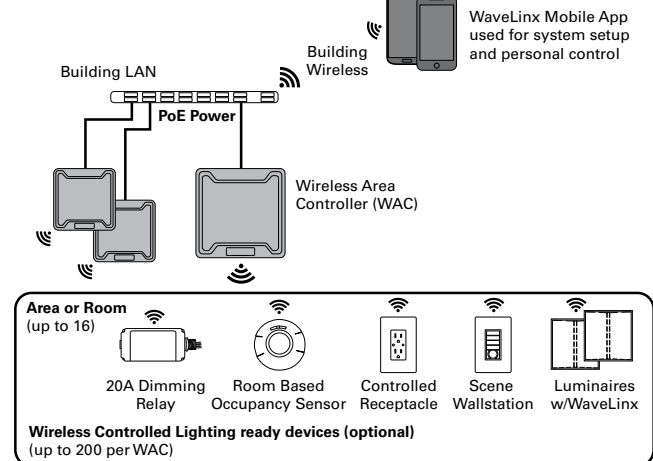 WaveLinx Mobile App
used for system setup
and personal control
Building
Wireless
Building LAN
PoE Power
Wireless Area
Controller (WAC)
Area or Room
(up to 16)
20A Dimming
Relay
Room Based
Occupancy Sensor
Controlled
Receptacle
Scene
Wallstation
Luminaires
w/WaveLinx
Wireless Controlled Lighting ready devices (optional)
(up to 200 per WAC)